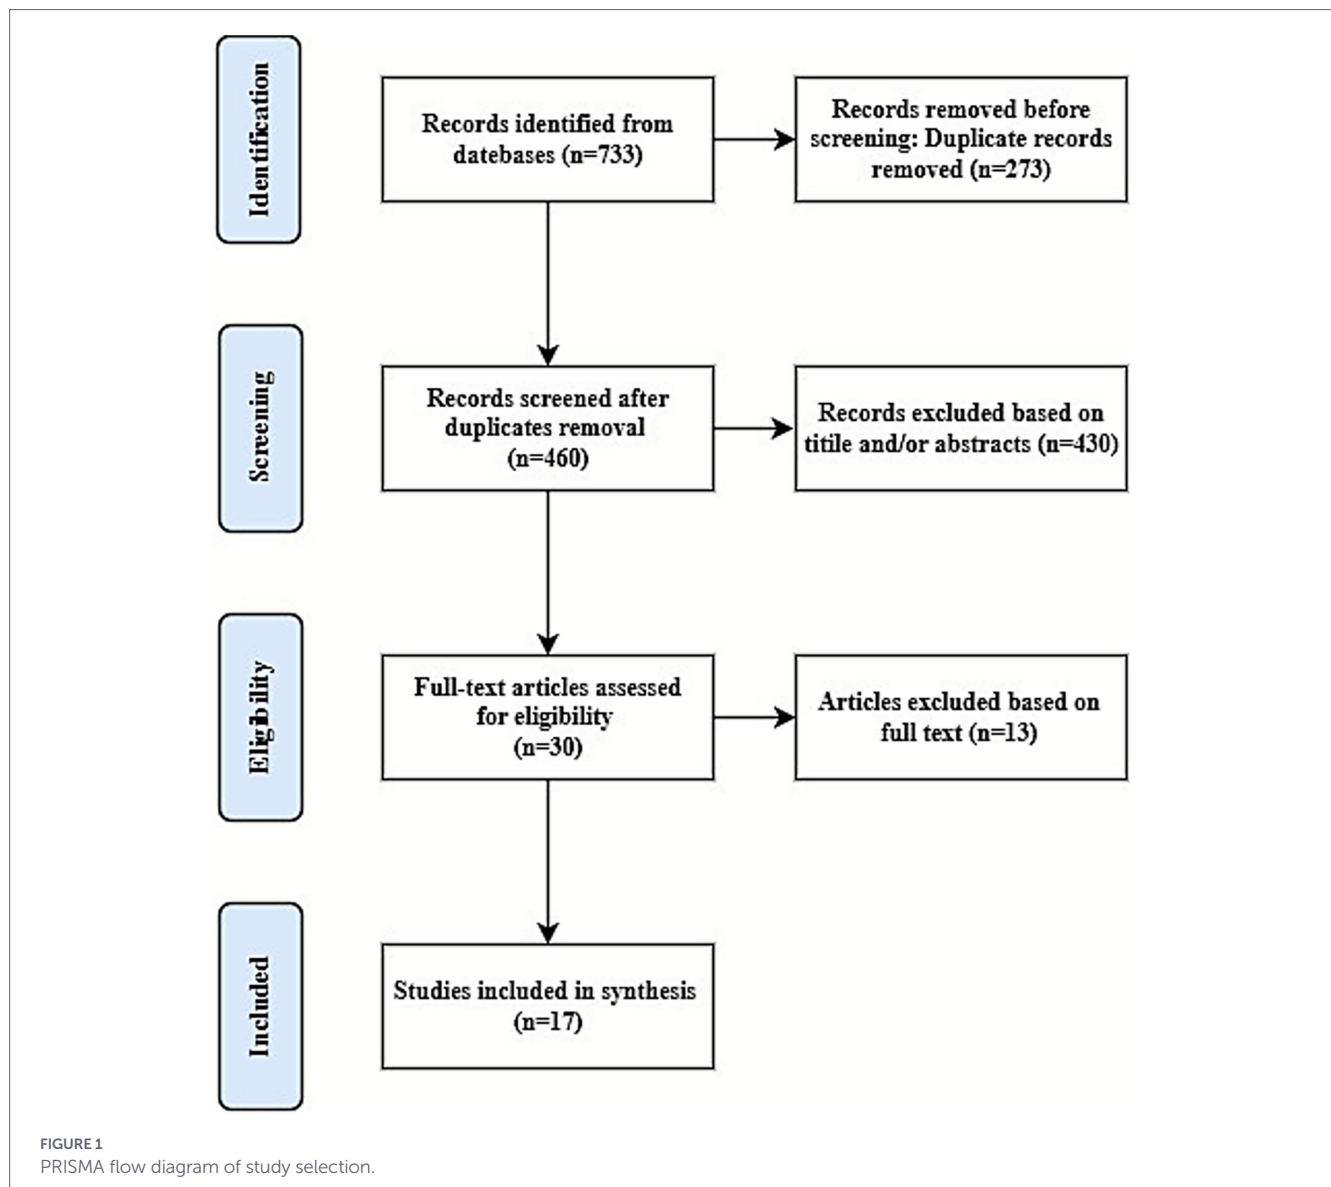 Identification
Records identified from
datebases (n=733)
Records removed before
screening: Duplicate records
removed (n=273)
Screening
Records screened after
duplicates removal
(n=460)
Records excluded based on
titile and/or abstracts (n=430)
Eligibility
Full-text articles assessed
for eligibility
(n=30)
Articles excluded based on
full text (n=13)
Included
Studies included in synthesis
(n=17)
FIGURE 1
PRISMA flow diagram of study selection.